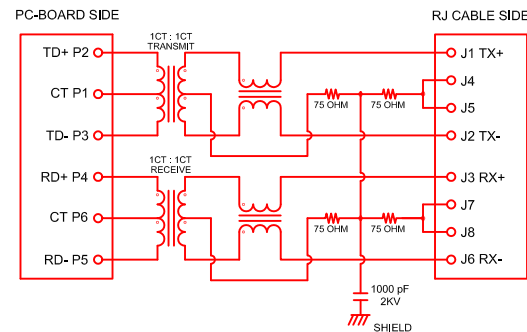 PC-BOARD SIDE
RJ CABLE SIDE
1CT : 1CT
TRANSMIT
TD+ P2
J1 TX+
J4
CT P1
75 OHM
75 OHM
J5
TD- P3
J2 TX-
1CT : 1CT
RECEIVE
RD+ P4
J3 RX+
J7
CT P6
75 OHM
75 OHM
J8
RD- P5
J6 RX-
1000 pF
2KV
SHIELD